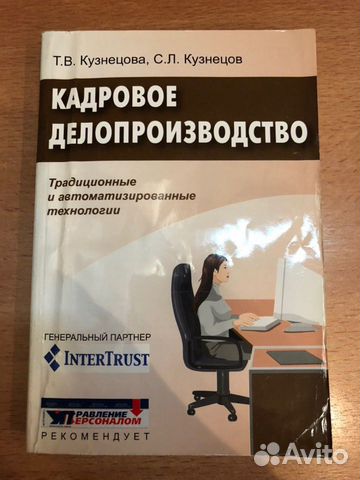 Т.В. Кузнецова, С.Л. Кузнецов
КАДРОВОЕ
ДЕЛОПРОИЗВОДСТВО
Традиционные
и автоматизированные
технологии
ГЕНЕРАЛЬНЫЙ ПАРТНЕР
INTERTRUST
УПРАВЛЕНИЕ
ПЕРСОНАЛОМ
РЕКОМЕНДУЕТ
Avito